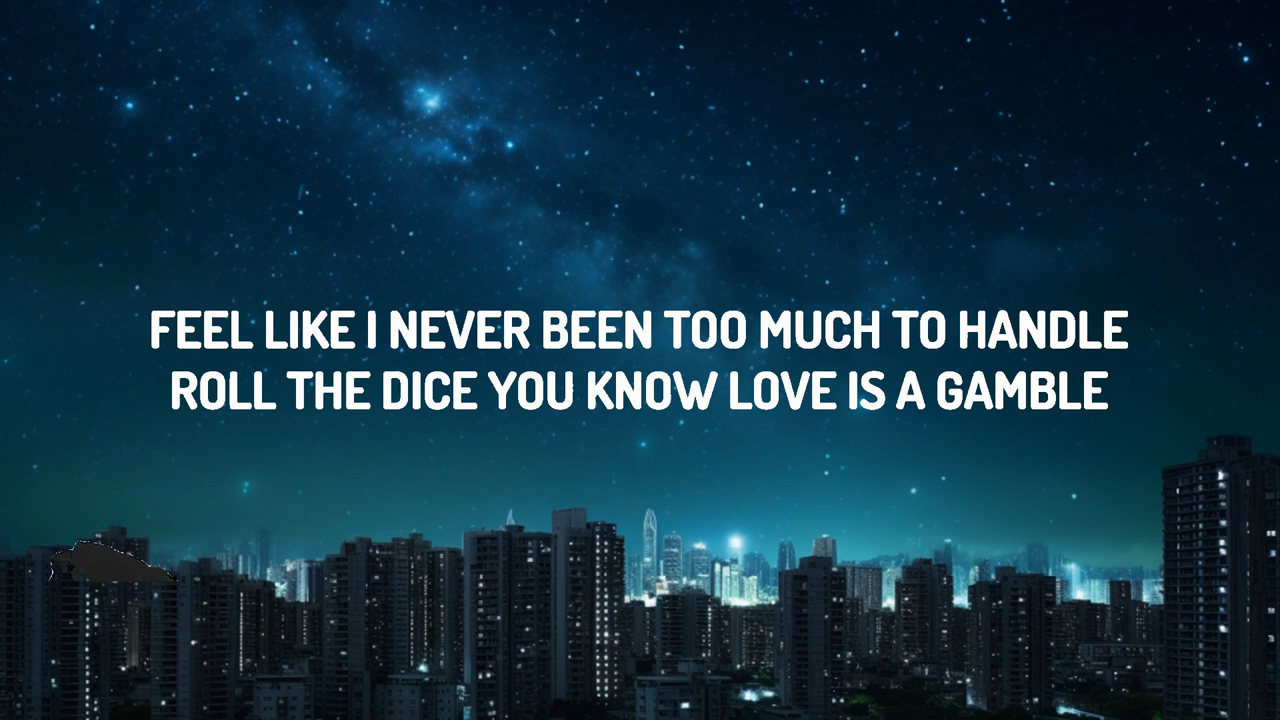 FEEL LIKE I NEVER BEEN TOO MUCH TO HANDLE
ROLL THE DICE YOU KNOW LOVE IS A GAMBLE